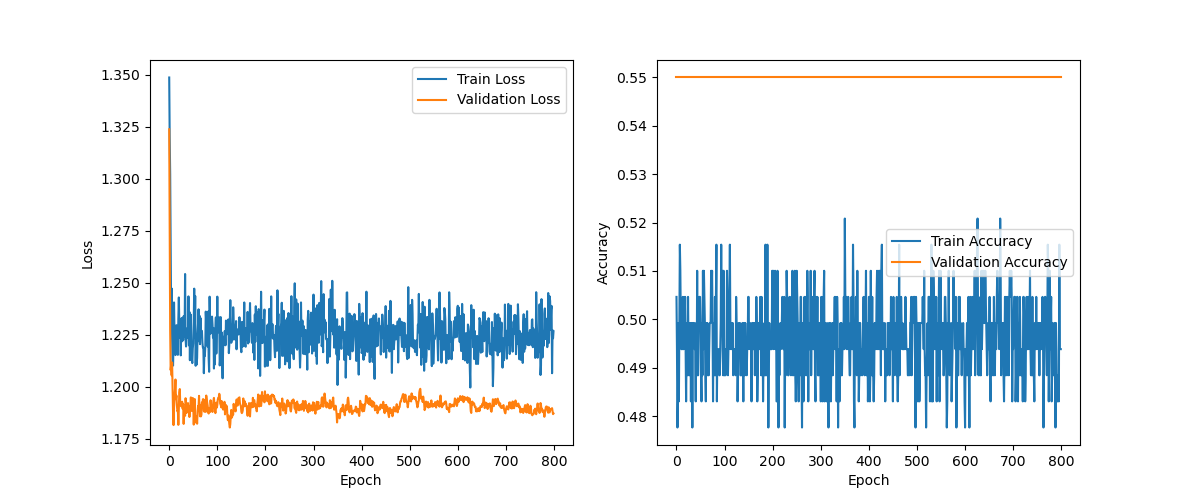 1.350
1.325
1.300
1.275
1.250
1.225
1.200
1.175
Loss
0 100 200 300 400 500 600 700 800
Epoch
Train Loss
Validation Loss
0.55
0.54
0.53
0.52
0.51
0.50
0.49
0.48
Accuracy
0 100 200 300 400 500 600 700 800
Epoch
Train Accuracy
Validation Accuracy